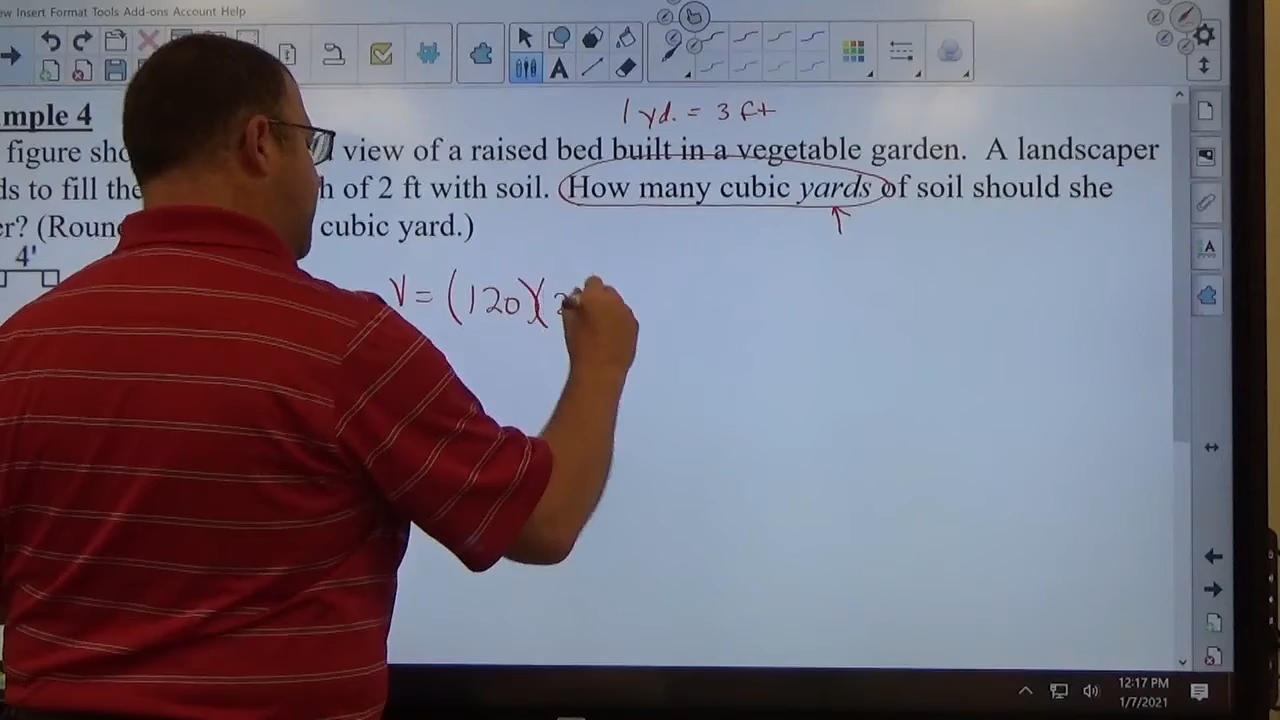 ew Insert Format Tools Add-ons Account Help
1 yd. = 3 ft
mple 4
figure sho view of a raised bed built in a vegetable garden. A landscaper
ds to fill the h of 2 ft with soil. How many cubic yards of soil should she
er? (Roun cubic yard.)
4'
V = (120)(2
A
A
12:17 PM
1/7/2021